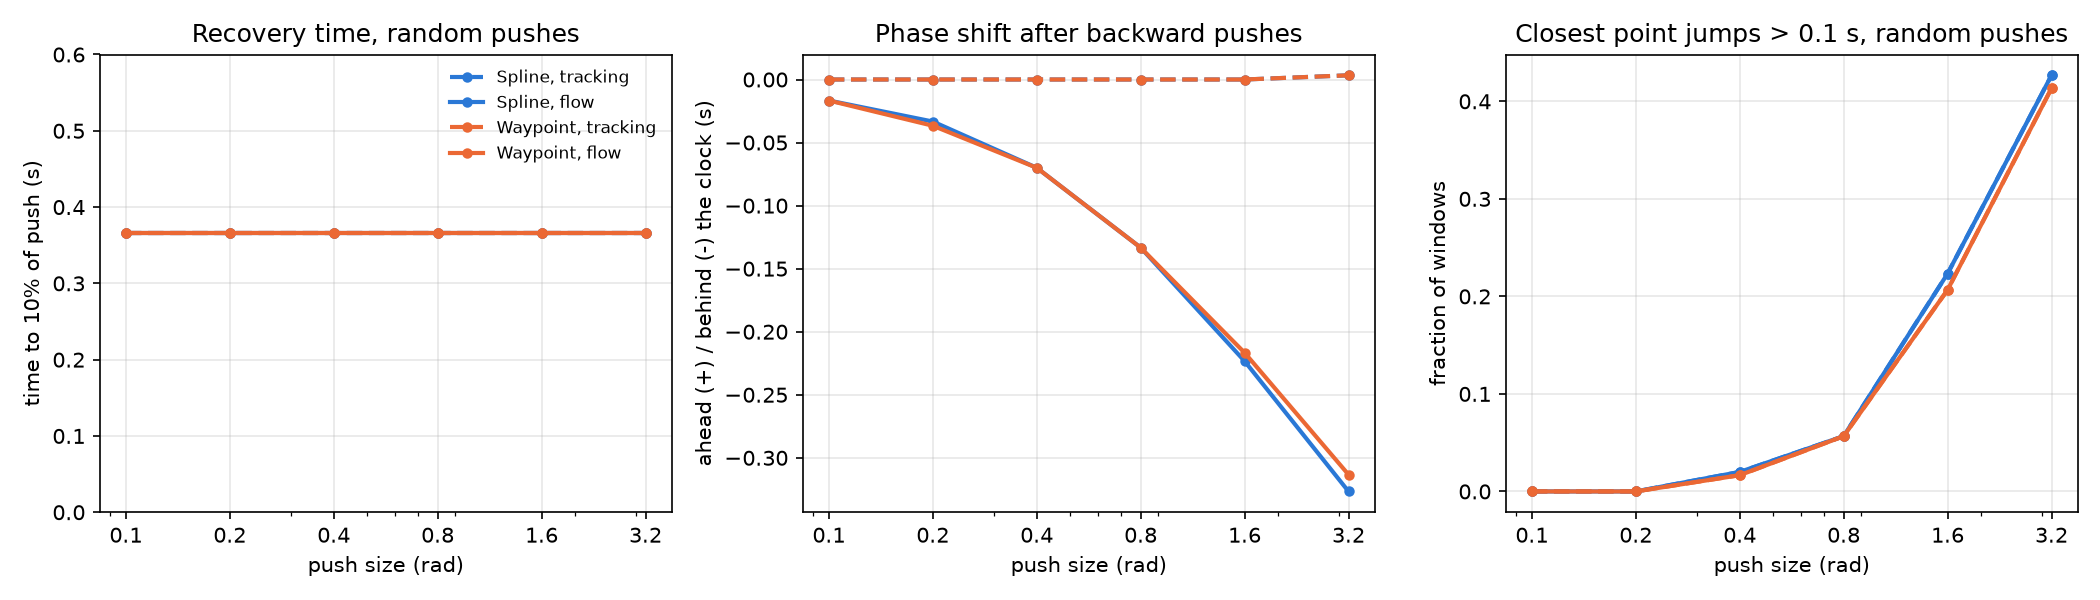 Recovery time, random pushes
time to 10% of push (s)
0.6
0.5
0.4
0.3
0.2
0.1
0.0
Spline, tracking
Spline, flow
Waypoint, tracking
Waypoint, flow
0.1 0.2 0.4 0.8 1.6 3.2
push size (rad)
Phase shift after backward pushes
ahead (+) / behind (-) the clock (s)
0.00
−0.05
−0.10
−0.15
−0.20
−0.25
−0.30
0.1 0.2 0.4 0.8 1.6 3.2
push size (rad)
Closest point jumps > 0.1 s, random pushes
fraction of windows
0.4
0.3
0.2
0.1
0.0
0.1 0.2 0.4 0.8 1.6 3.2
push size (rad)